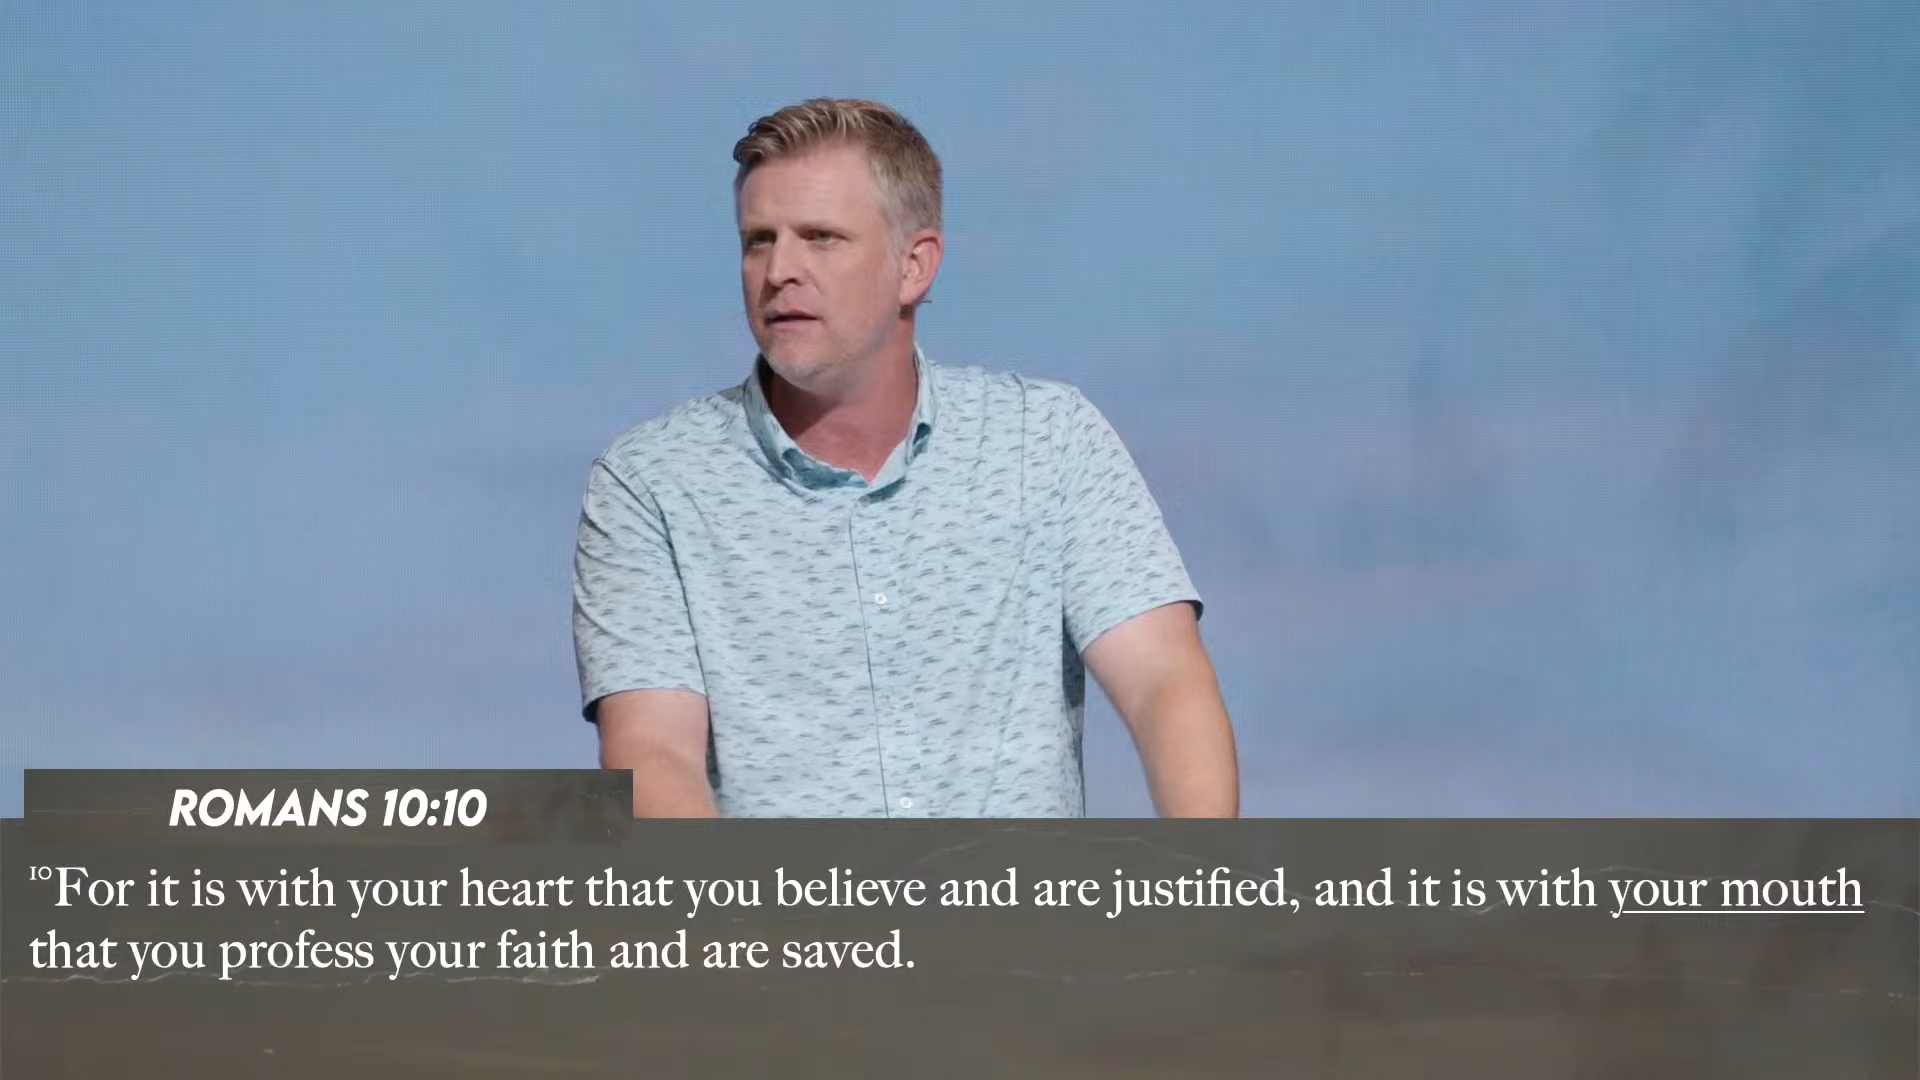 ROMANS 10:10
¹⁰For it is with your heart that you believe and are justified, and it is with your mouth
that you profess your faith and are saved.